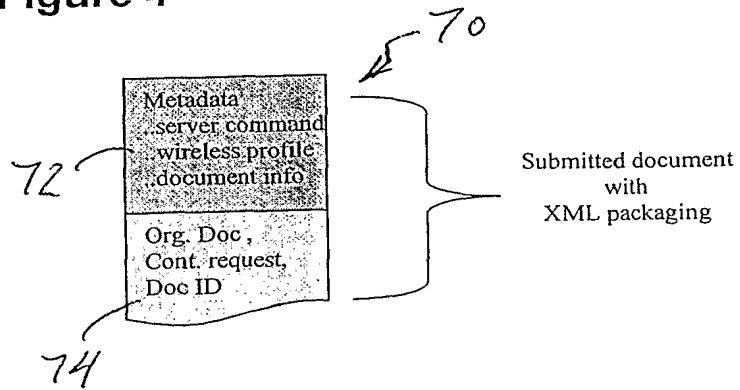 Figure 4
70
Metadata
..server command
..wireless profile
..document info
72
Submitted document
with
XML packaging
Org. Doc ,
Cont. request,
Doc ID
74